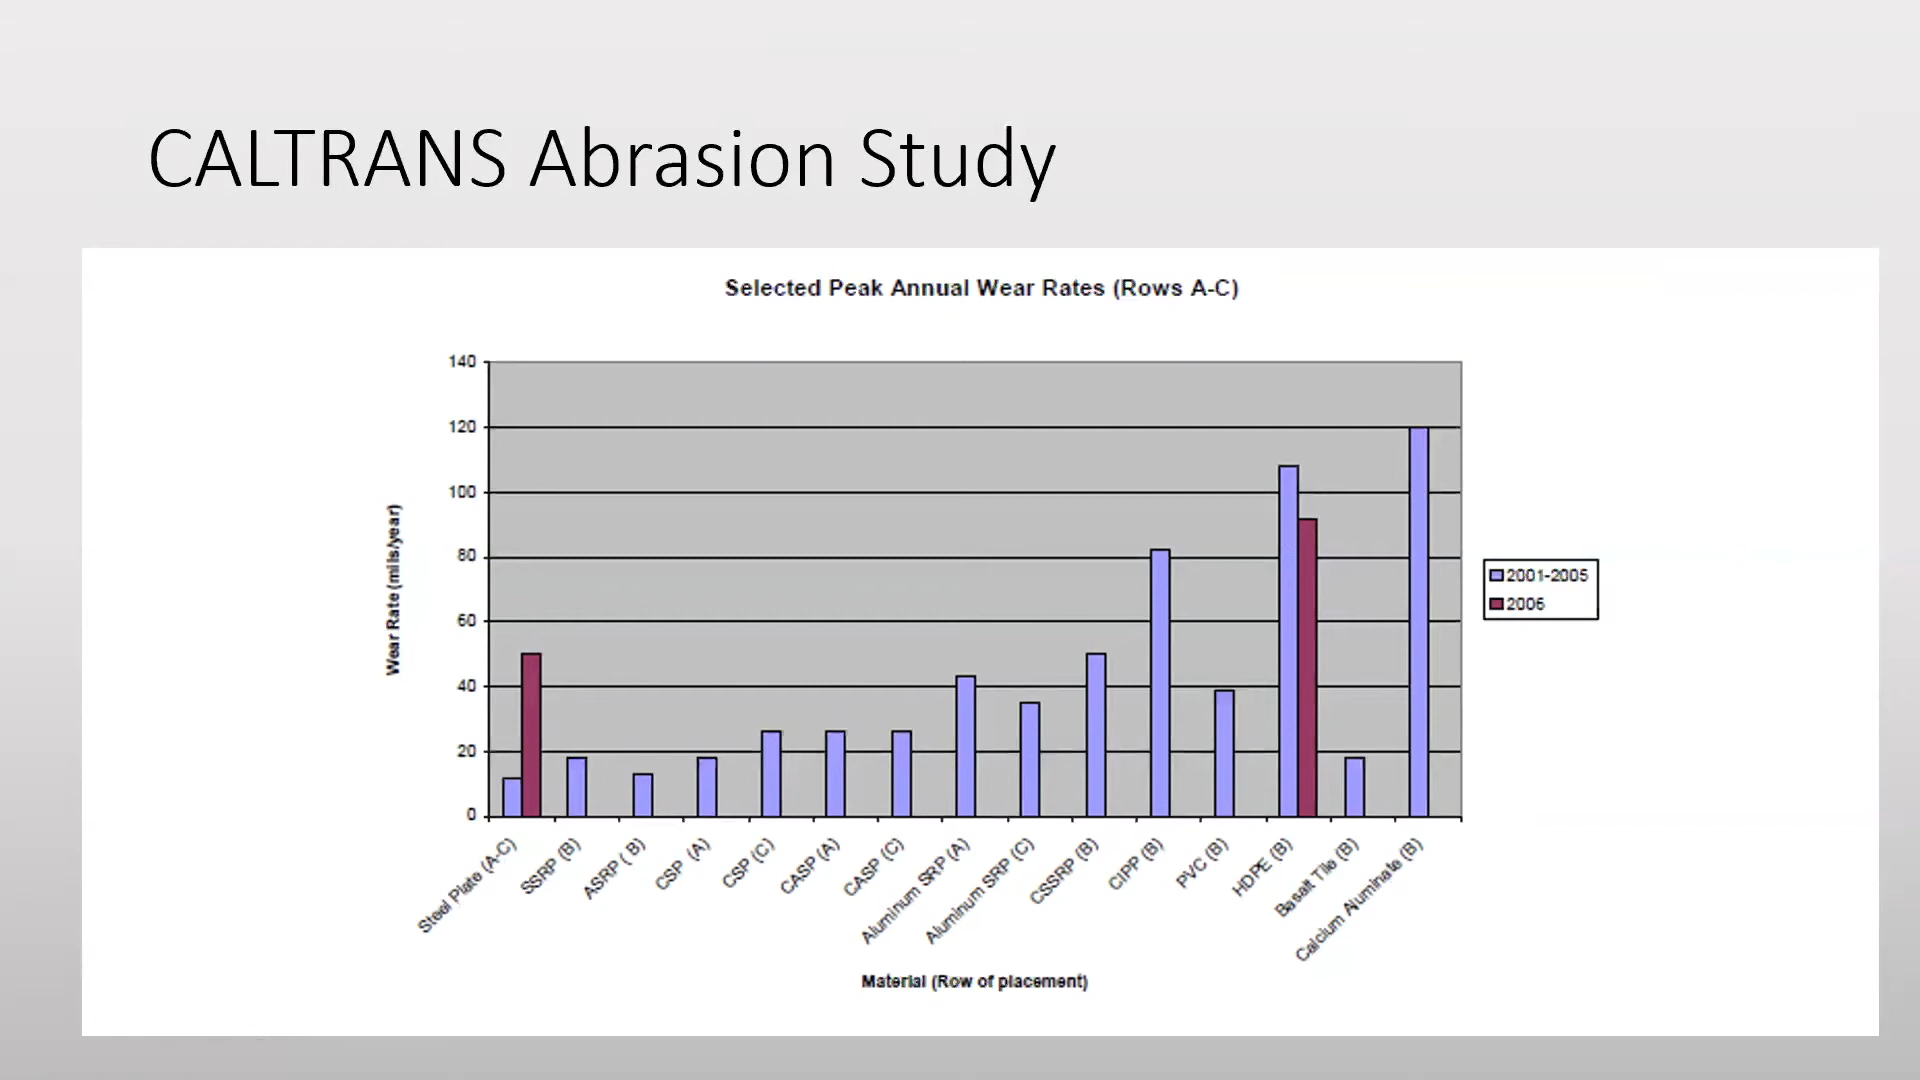 CALTRANS Abrasion Study
Selected Peak Annual Wear Rates (Rows A-C)
140
120
100
80
60
40
20
0
Wear Rate (mils/year)
2001-2005
2006
Steel Plate (A-C)
SSRP (B)
ASRP ( B)
CSP (A)
CSP (C)
CASP (A)
CASP (C)
Aluminum SRP (A)
Aluminum SRP (C)
CSSRP (B)
CIPP (B)
PVC (B)
HDPE (B)
Basalt Tile (B)
Calcium Aluminate (B)
Material (Row of placement)